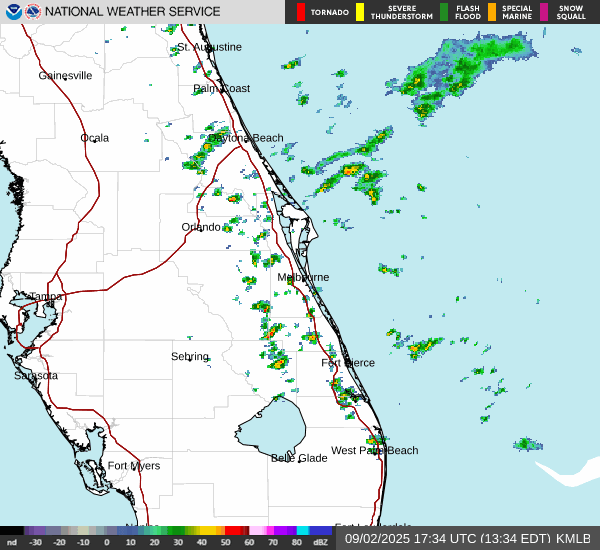 NATIONAL WEATHER SERVICE
TORNADO
SEVERE THUNDERSTORM
FLASH FLOOD
SPECIAL MARINE
SNOW SQUALL
St. Augustine
Gainesville
Palm Coast
Ocala
Daytona Beach
Orlando
Melbourne
Tampa
Sebring
Fort Pierce
Sarasota
West Palm Beach
Belle Glade
Fort Myers
nd -30 -20 -10 0 10 20 30 40 50 60 70 80 dBZ
09/02/2025 17:34 UTC (13:34 EDT) KMLB